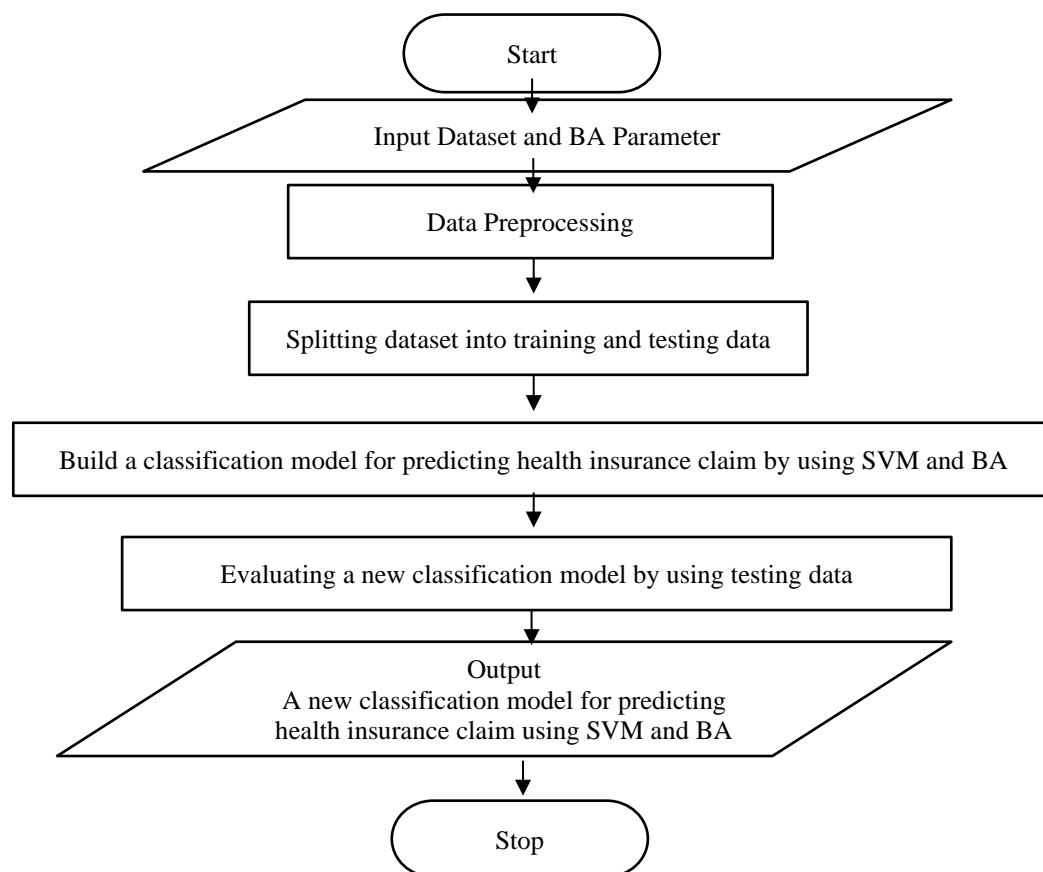 Start
Input Dataset and BA Parameter
Data Preprocessing
Splitting dataset into training and testing data
Build a classification model for predicting health insurance claim by using SVM and BA
Evaluating a new classification model by using testing data
Output
A new classification model for predicting
health insurance claim using SVM and BA
Stop